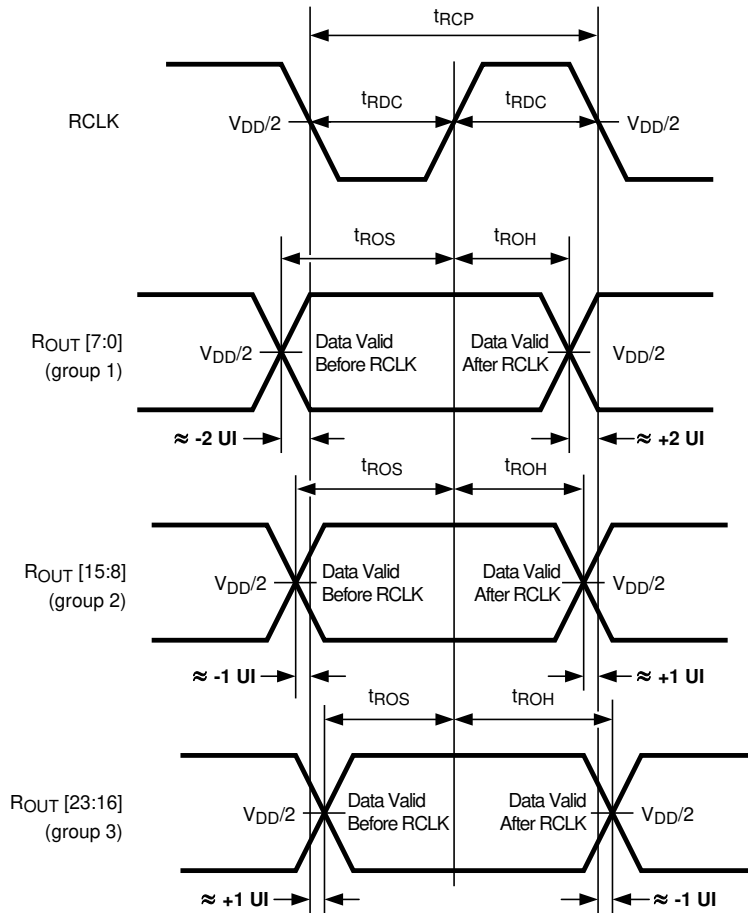 tRCP
RCLK
VDD/2
tRDC
tRDC
VDD/2
tROS
tROH
ROUT [7:0]
(group 1)
VDD/2
Data Valid
Before RCLK
Data Valid
After RCLK
VDD/2
≈ -2 UI
≈ +2 UI
tROS
tROH
ROUT [15:8]
(group 2)
VDD/2
Data Valid
Before RCLK
Data Valid
After RCLK
VDD/2
≈ -1 UI
≈ +1 UI
tROS
tROH
ROUT [23:16]
(group 3)
VDD/2
Data Valid
Before RCLK
Data Valid
After RCLK
VDD/2
≈ +1 UI
≈ -1 UI